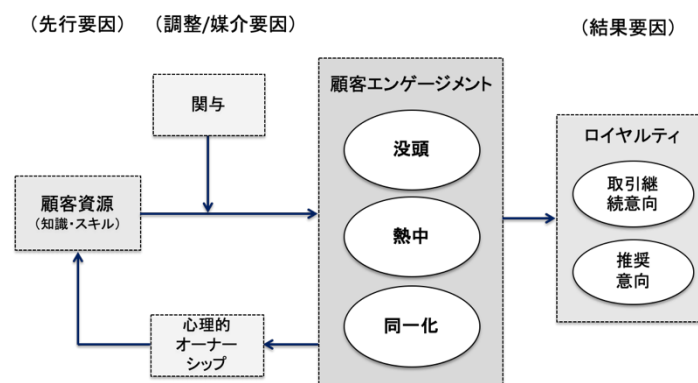 (先行要因)
(調整/媒介要因)
(結果要因)
関与
顧客エンゲージメント
没頭
熱中
同一化
顧客資源
(知識・スキル)
心理的
オーナー
シップ
ロイヤルティ
取引継
続意向
推奨
意向